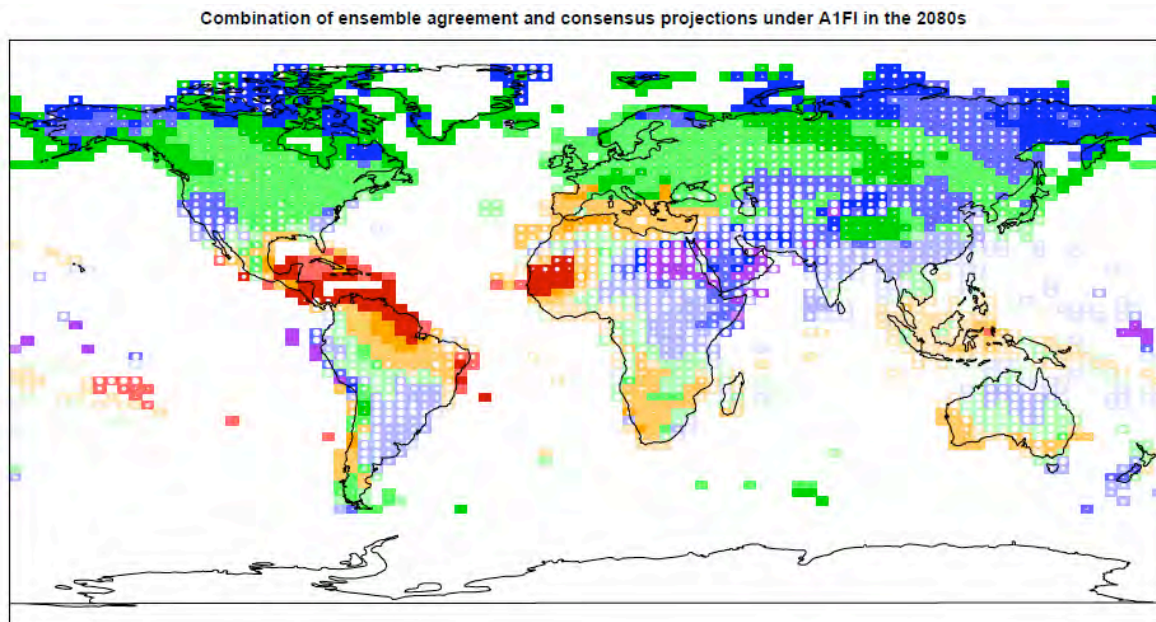 Combination of ensemble agreement and consensus projections under A1FI in the 2080s